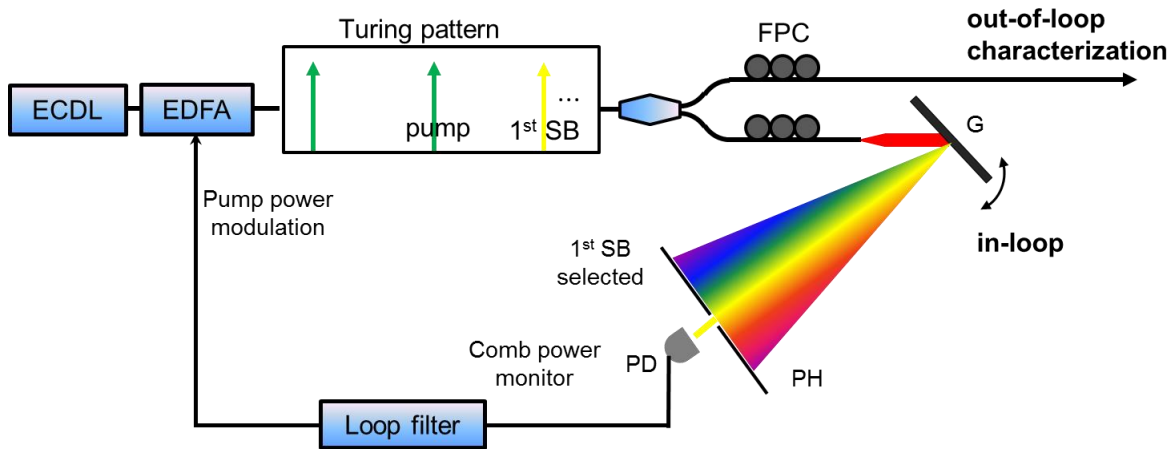 Turing pattern
FPC
out-of-loop
characterization
ECDL
EDFA
...
pump
1st SB
G
Pump power
modulation
in-loop
1st SB
selected
Comb power
monitor
PD
PH
Loop filter